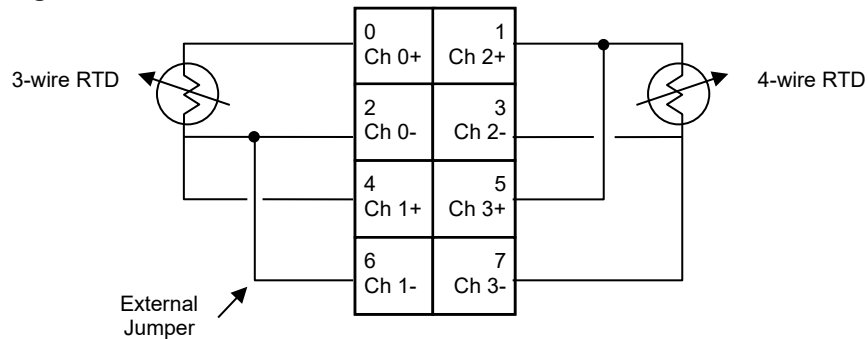 0
Ch 0+
1
Ch 2+
3-wire RTD
4-wire RTD
2
Ch 0-
3
Ch 2-
4
Ch 1+
5
Ch 3+
6
Ch 1-
7
Ch 3-
External
Jumper